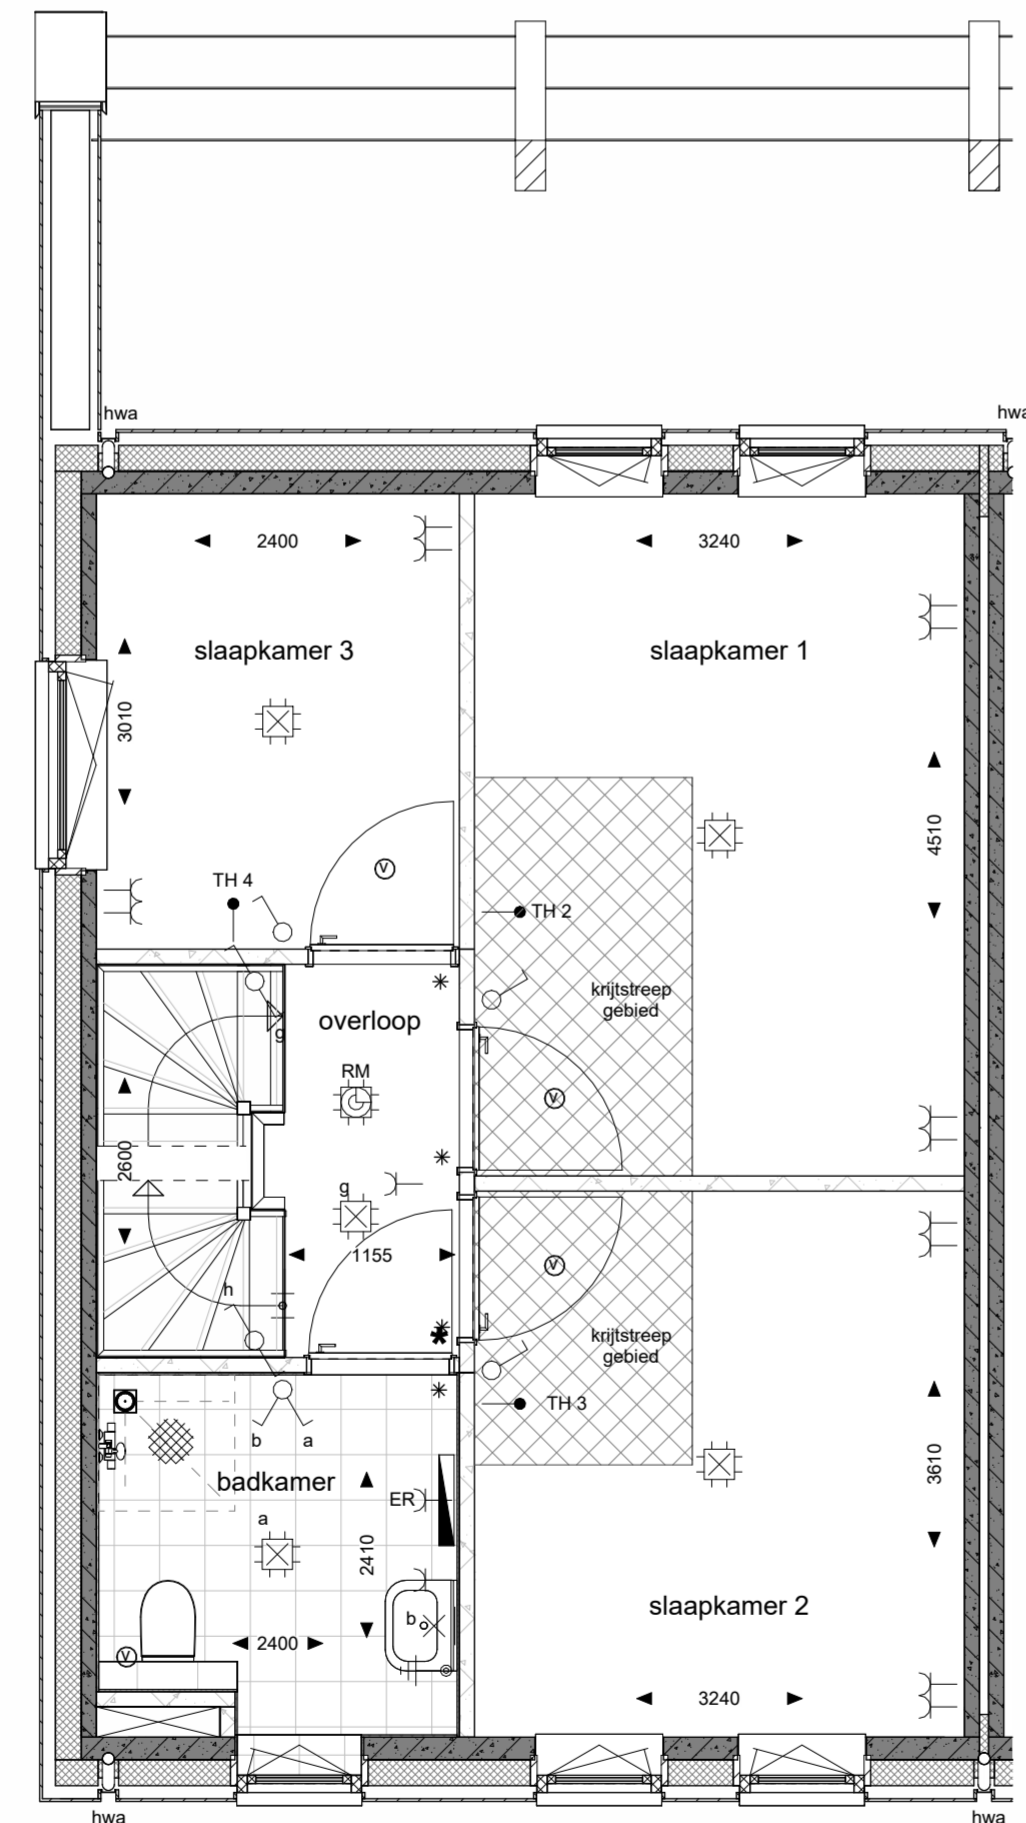 hwa
hwa
2400
3240
slaapkamer 3
slaapkamer 1
3010
4510
V
TH 4
TH 2
krijtstreep
gebied
overloop
g
RM
V
2600
g
1155
V
h
krijtstreep
gebied
TH 3
b
a
badkamer
ER
3610
a
2410
slaapkamer 2
b
2400
V
3240
hwa
hwa